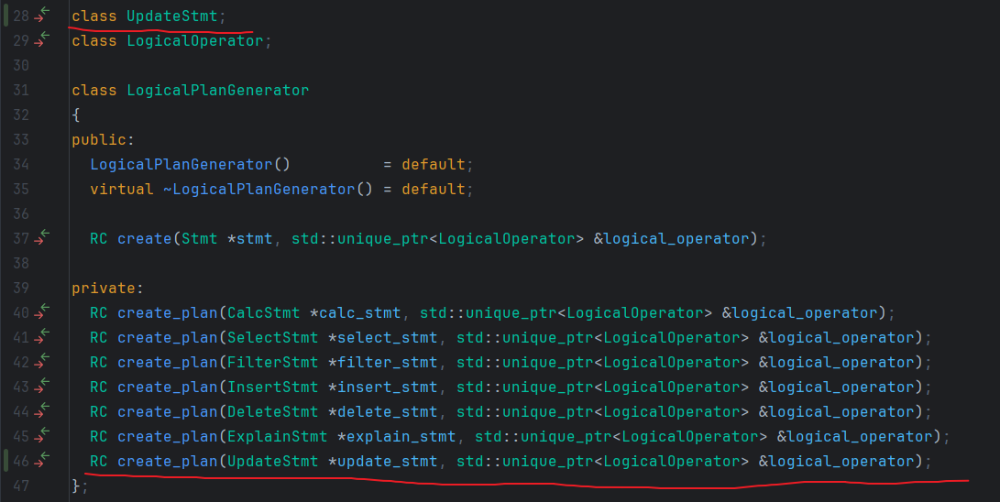 28 class UpdateStmt;
29 class LogicalOperator;
30
31 class LogicalPlanGenerator
32 {
33 public:
34   LogicalPlanGenerator()          = default;
35   virtual ~LogicalPlanGenerator() = default;
36
37   RC create(Stmt *stmt, std::unique_ptr<LogicalOperator> &logical_operator);
38
39 private:
40   RC create_plan(CalcStmt *calc_stmt, std::unique_ptr<LogicalOperator> &logical_operator);
41   RC create_plan(SelectStmt *select_stmt, std::unique_ptr<LogicalOperator> &logical_operator);
42   RC create_plan(FilterStmt *filter_stmt, std::unique_ptr<LogicalOperator> &logical_operator);
43   RC create_plan(InsertStmt *insert_stmt, std::unique_ptr<LogicalOperator> &logical_operator);
44   RC create_plan(DeleteStmt *delete_stmt, std::unique_ptr<LogicalOperator> &logical_operator);
45   RC create_plan(ExplainStmt *explain_stmt, std::unique_ptr<LogicalOperator> &logical_operator);
46   RC create_plan(UpdateStmt *update_stmt, std::unique_ptr<LogicalOperator> &logical_operator);
47 };